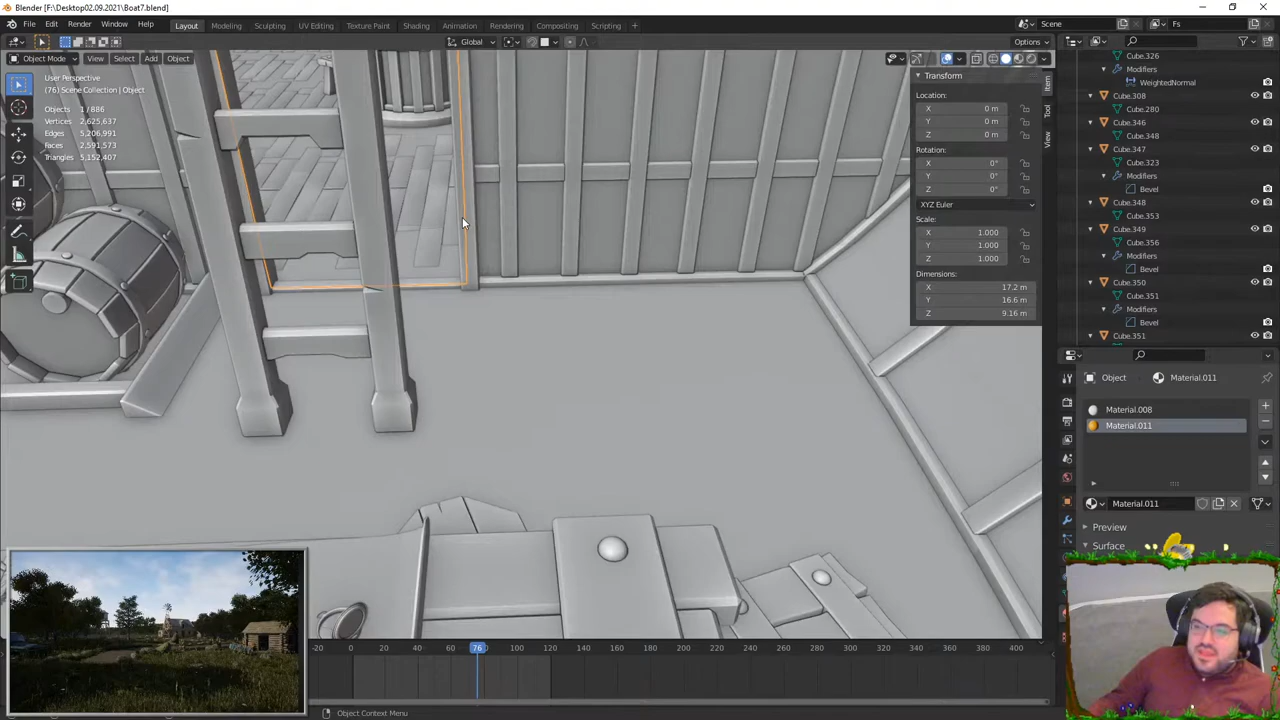 Blender [F:\Desktop02.09.2021\Boat7.blend]
File Edit Render Window Help Layout Modeling Sculpting UV Editing Texture Paint Shading Animation Rendering Compositing Scripting + Scene Fs
Global Options
Object Mode View Select Add Object
User Perspective
(76) Scene Collection | Object
Objects 1/886
Vertices 2,625,637
Edges 5,206,991
Faces 2,591,573
Triangles 5,152,407
Transform
Location:
X 0 m
Y 0 m
Z 0 m
Rotation:
X 0°
Y 0°
Z 0°
XYZ Euler
Scale:
X 1.000
Y 1.000
Z 1.000
Dimensions:
X 17.2 m
Y 16.6 m
Z 9.16 m
Item
Tool
View
Cube.326
Modifiers
WeightedNormal
Cube.308
Cube.280
Cube.346
Cube.348
Cube.347
Cube.323
Modifiers
Bevel
Cube.348
Cube.353
Cube.349
Cube.356
Modifiers
Bevel
Cube.350
Cube.351
Modifiers
Bevel
Cube.351
Object Material.011
Material.008
Material.011
Material.011
Preview
Surface
-20 0 20 40 60 76 100 120 140 160 180 200 220 240 260 280 300 320 340 360 380 400
Object Context Menu